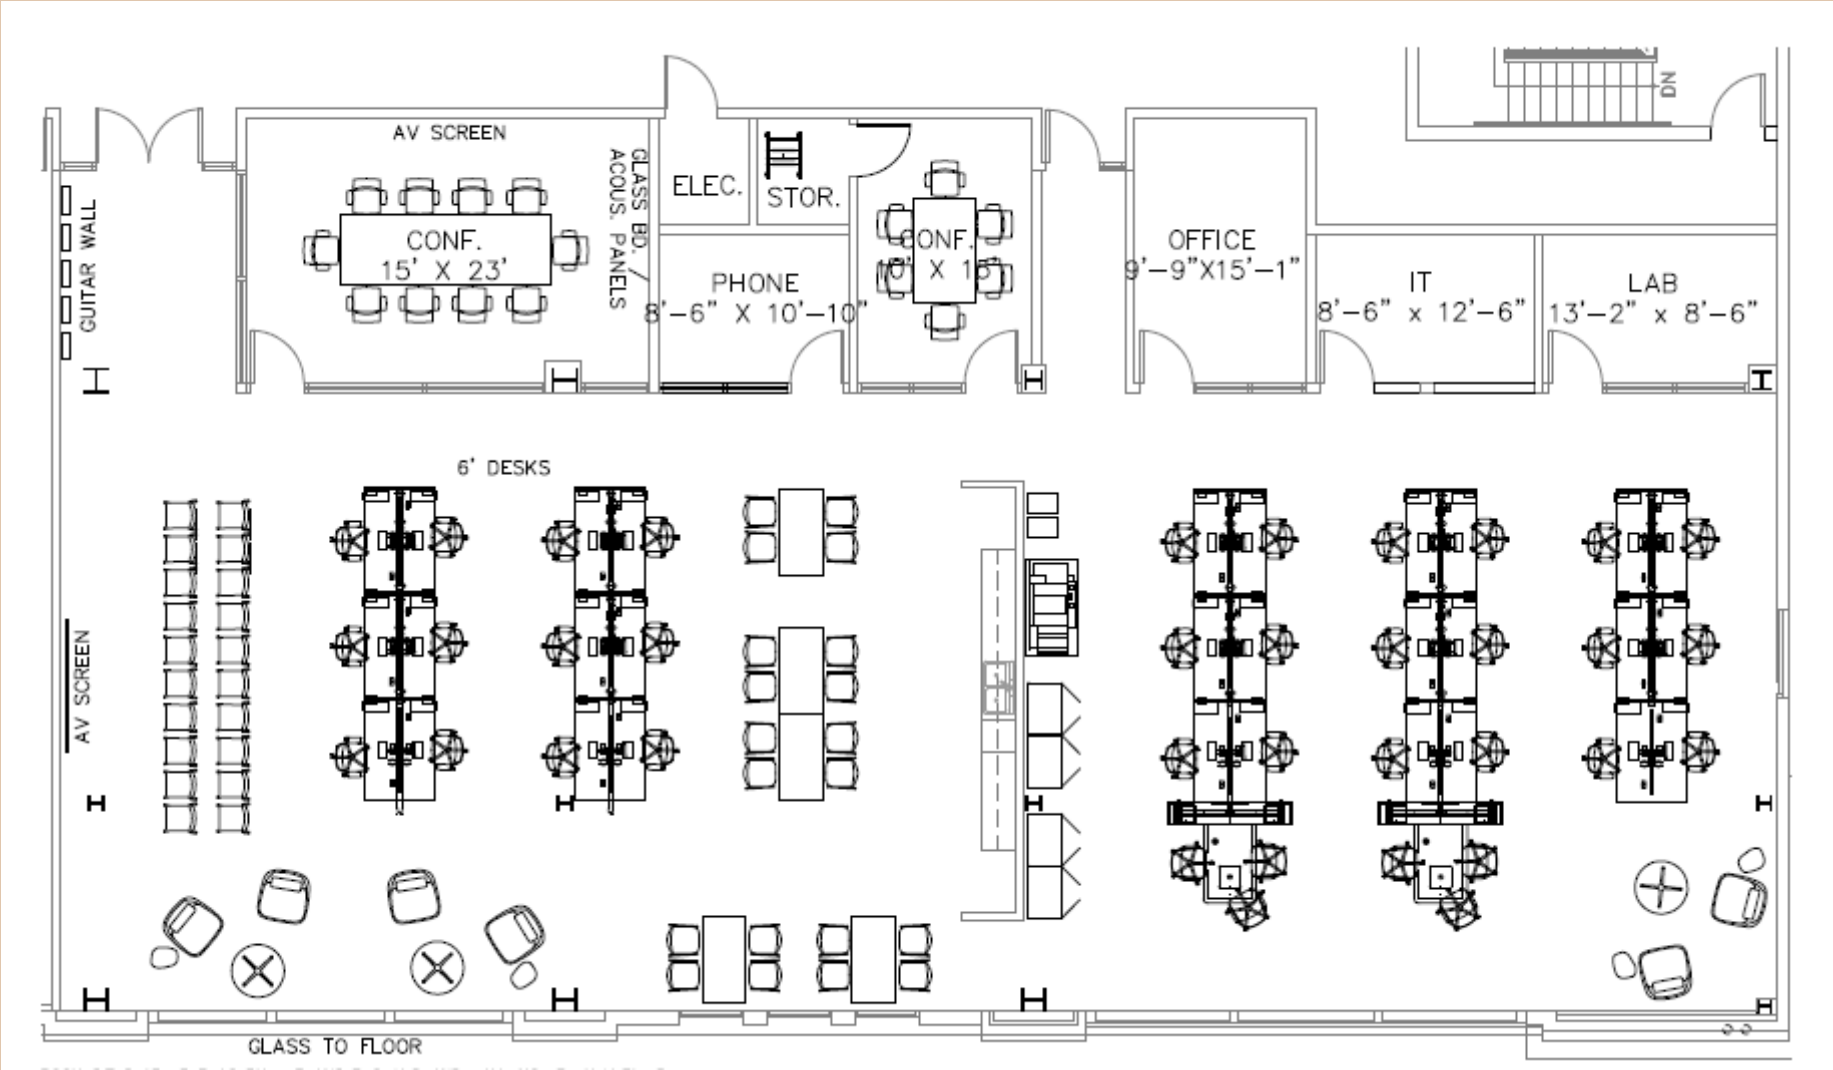 DN
AV SCREEN
GLASS BD. /
ACOUS. PANELS
GUITAR WALL
ELEC.
STOR.
CONF.
15' X 23'
CONF.
PHONE
8'-6" X 10'-10"
OFFICE
9'-9"X15'-1"
IT
8'-6" x 12'-6"
LAB
13'-2" x 8'-6"
6' DESKS
AV SCREEN
GLASS TO FLOOR